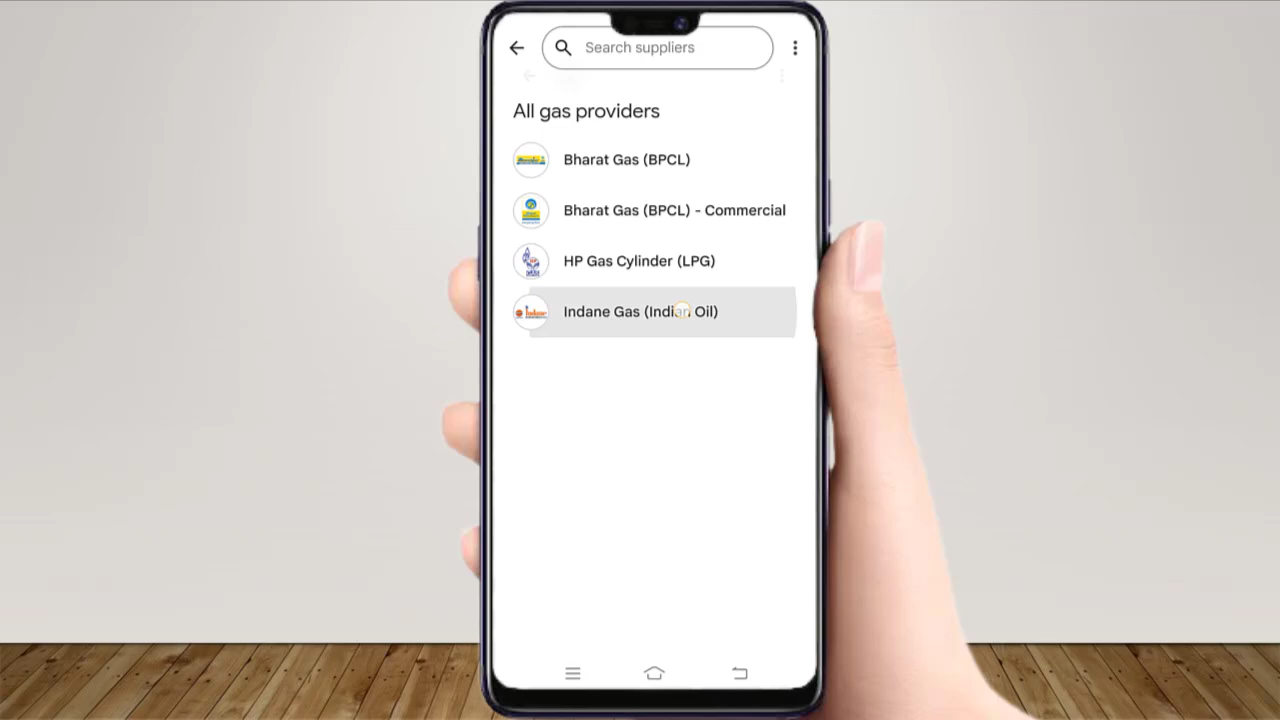 Search suppliers
All gas providers
Bharat Gas (BPCL)
Bharat Gas (BPCL) - Commercial
HP Gas Cylinder (LPG)
Indane Gas (Indian Oil)